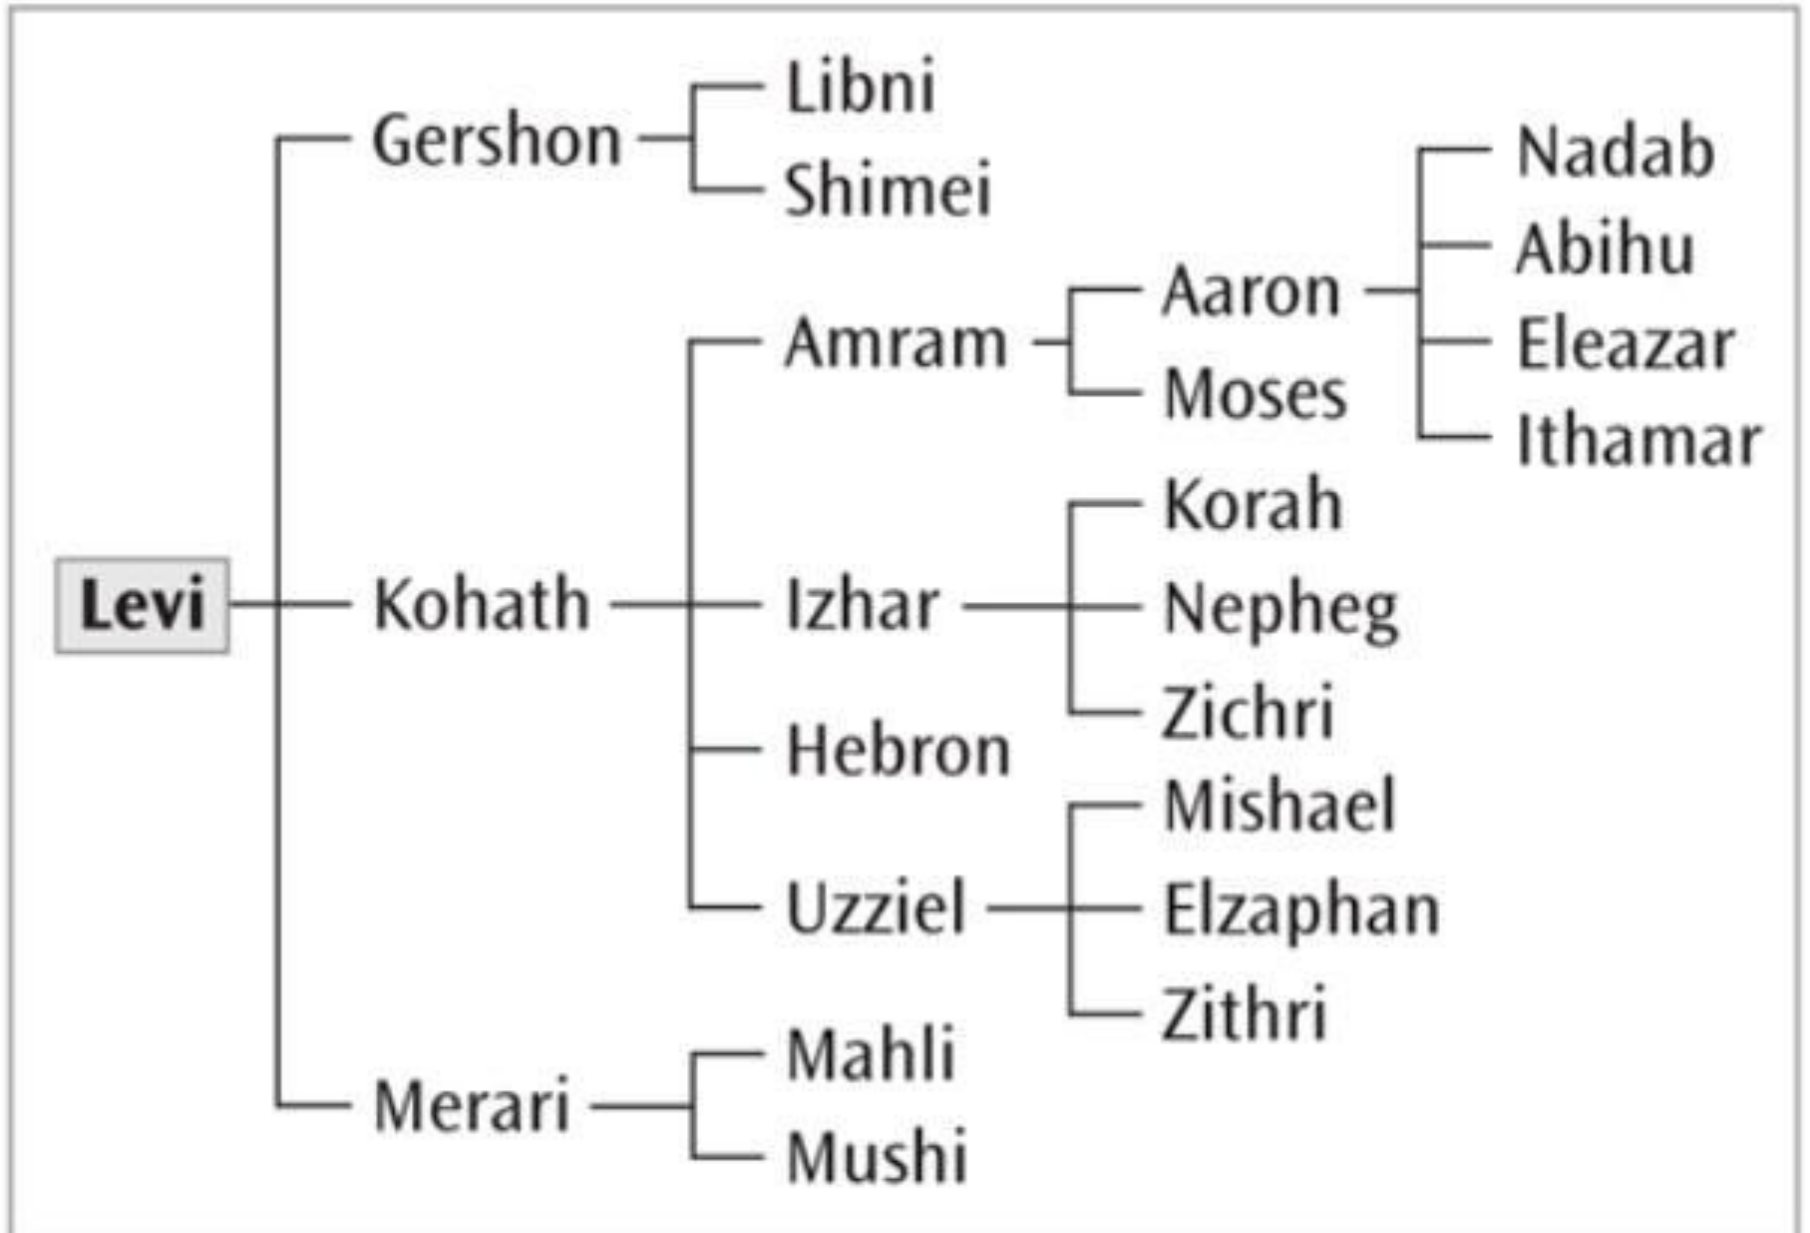 Levi
Gershon
Libni
Shimei
Kohath
Amram
Aaron
Nadab
Abihu
Eleazar
Ithamar
Moses
Izhar
Korah
Nepheg
Zichri
Hebron
Uzziel
Mishael
Elzaphan
Zithri
Merari
Mahli
Mushi